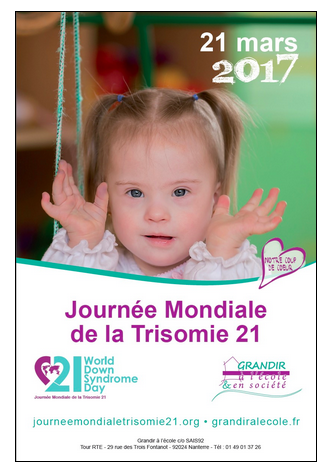 21 mars
2017
NOTRE COUP
DE COEUR
Journée Mondiale
de la Trisomie 21
21 World
Down
Syndrome
Day
Journée Mondiale de la Trisomie 21
GRANDIR
à l'école
& en société
journeemondialetrisomie21.org • grandiralecole.fr
Grandir à l'école c/o SAIS92
Tour RTE - 29 rue des Trois Fontanot - 92024 Nanterre - Tél : 01 49 01 37 26